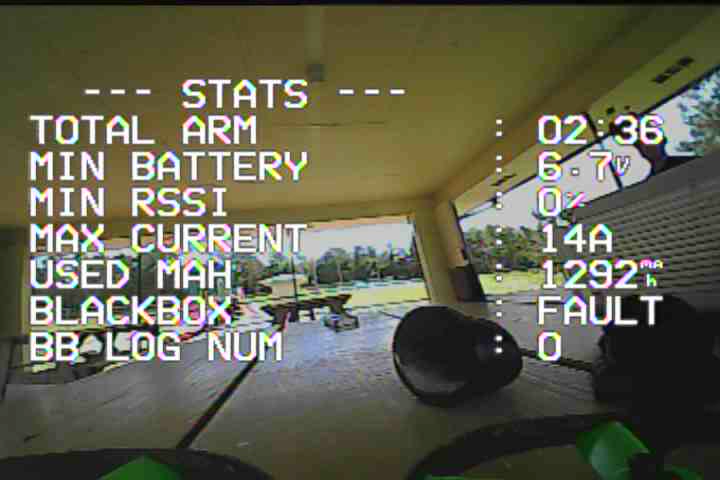 --- STATS ---
TOTAL ARM : 02:36
MIN BATTERY : 6.7V
MIN RSSI : 0%
MAX CURRENT : 14A
USED MAH : 1292mAh
BLACKBOX : FAULT
BB LOG NUM : 0